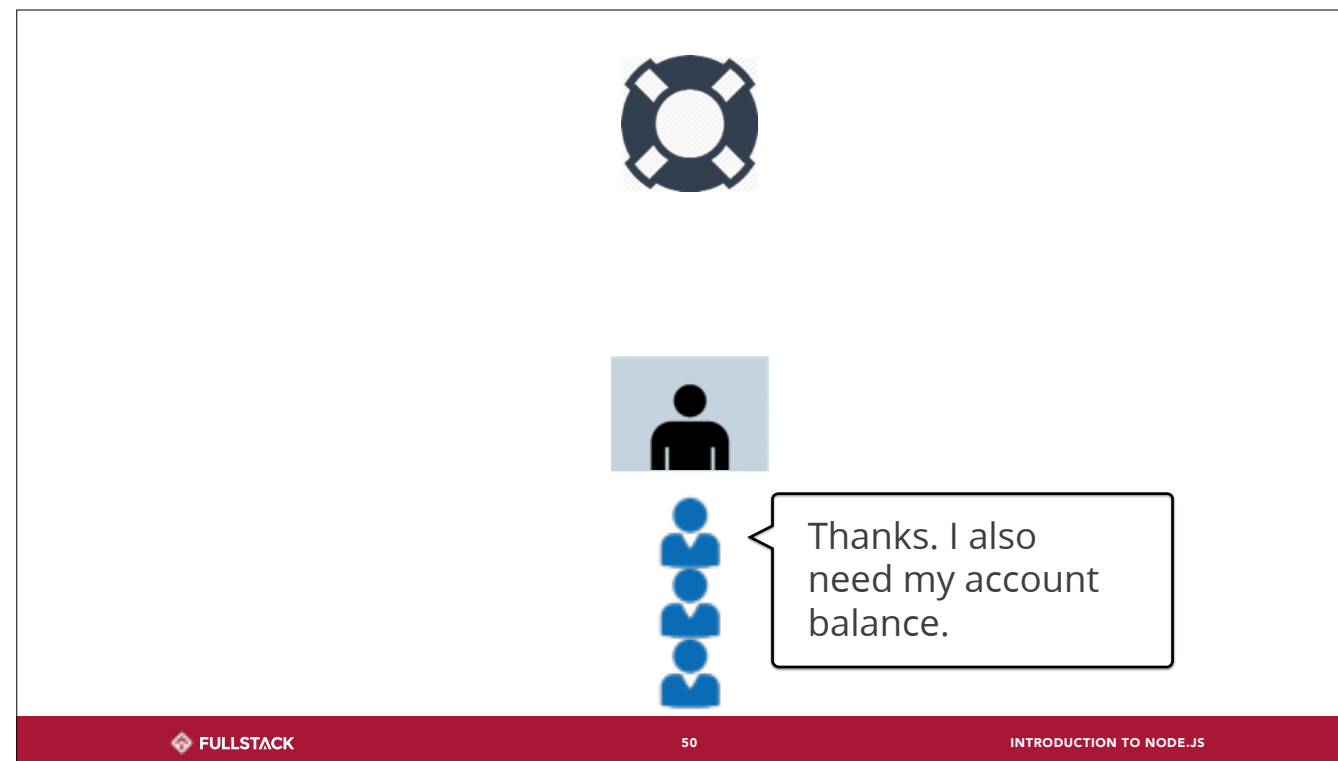 Thanks. I also
need my account
balance.
FULLSTACK
50
INTRODUCTION TO NODE.JS